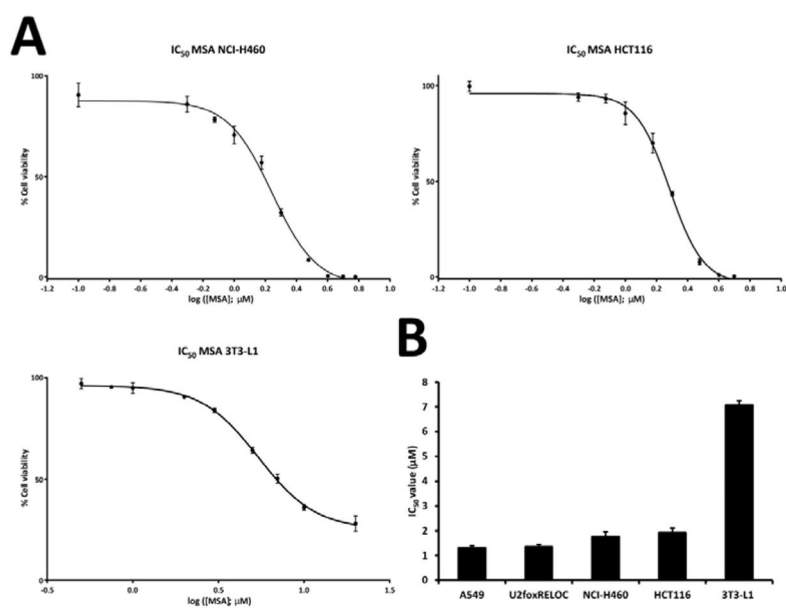 A
IC₅₀ MSA NCI-H460
100
50
0
% Cell viability
-1.2 -1.0 -0.8 -0.6 -0.4 -0.2 0.0 0.2 0.4 0.6 0.8 1.0
log ([MSA]; μM)
IC₅₀ MSA HCT116
100
50
0
% Cell viability
-1.2 -1.0 -0.8 -0.6 -0.4 -0.2 0.0 0.2 0.4 0.6 0.8 1.0
log ([MSA]; μM)
IC₅₀ MSA 3T3-L1
100
50
0
% Cell viability
-0.5 0.0 0.5 1.0 1.5
log ([MSA]; μM)
B
8
7
6
5
4
3
2
1
0
IC₅₀ value (μM)
A549 U2foxRELOC NCI-H460 HCT116 3T3-L1